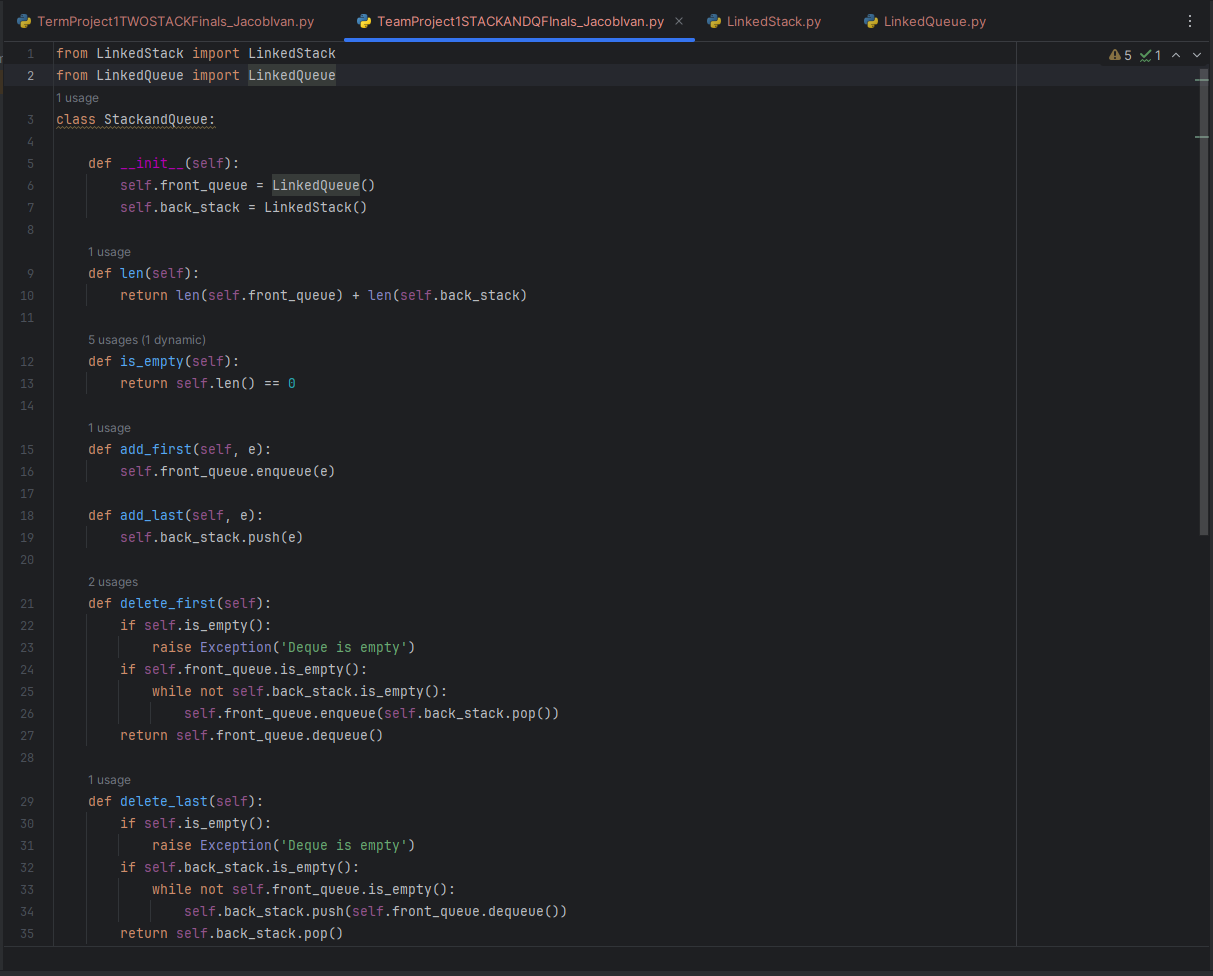 TermProject1TWOSTACKFinals_JacobIvan.py TeamProject1STACKANDQFInals_JacobIvan.py LinkedStack.py LinkedQueue.py
1 from LinkedStack import LinkedStack 5 1
2 from LinkedQueue import LinkedQueue
1 usage
3 class StackandQueue:
4
5 def __init__(self):
6 self.front_queue = LinkedQueue()
7 self.back_stack = LinkedStack()
8
1 usage
9 def len(self):
10 return len(self.front_queue) + len(self.back_stack)
11
5 usages (1 dynamic)
12 def is_empty(self):
13 return self.len() == 0
14
1 usage
15 def add_first(self, e):
16 self.front_queue.enqueue(e)
17
18 def add_last(self, e):
19 self.back_stack.push(e)
20
2 usages
21 def delete_first(self):
22 if self.is_empty():
23 raise Exception('Deque is empty')
24 if self.front_queue.is_empty():
25 while not self.back_stack.is_empty():
26 self.front_queue.enqueue(self.back_stack.pop())
27 return self.front_queue.dequeue()
28
1 usage
29 def delete_last(self):
30 if self.is_empty():
31 raise Exception('Deque is empty')
32 if self.back_stack.is_empty():
33 while not self.front_queue.is_empty():
34 self.back_stack.push(self.front_queue.dequeue())
35 return self.back_stack.pop()